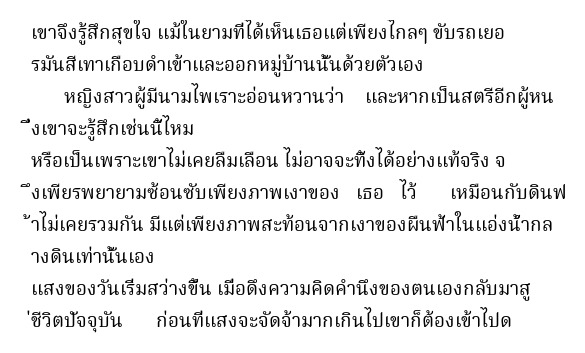 เขาจึงรู้สึกสุขใจ แม้ในยามที่ได้เห็นเธอแต่เพียงไกลๆ ขับรถเยอ
รมันสีเทาเกือบดำเข้าและออกหมู่บ้านนั้นด้วยตัวเอง
หญิงสาวผู้มีนามไพเราะอ่อนหวานว่า และหากเป็นสตรีอีกผู้หน
ึ่งเขาจะรู้สึกเช่นนี้ไหม
หรือเป็นเพราะเขาไม่เคยลืมเลือน ไม่อาจจะทิ้งได้อย่างแท้จริง จ
ึงเพียรพยายามซ้อนซับเพียงภาพเงาของ เธอ ไว้ เหมือนกับดินฟ
้าไม่เคยรวมกัน มีแต่เพียงภาพสะท้อนจากเงาของผืนฟ้าในแอ่งน้ำกล
างดินเท่านั้นเอง
แสงของวันเริ่มสว่างขึ้น เมื่อดึงความคิดคำนึงของตนเองกลับมาสู
่ชีวิตปัจจุบัน ก่อนที่แสงจะจัดจ้ามากเกินไปเขาก็ต้องเข้าไปด